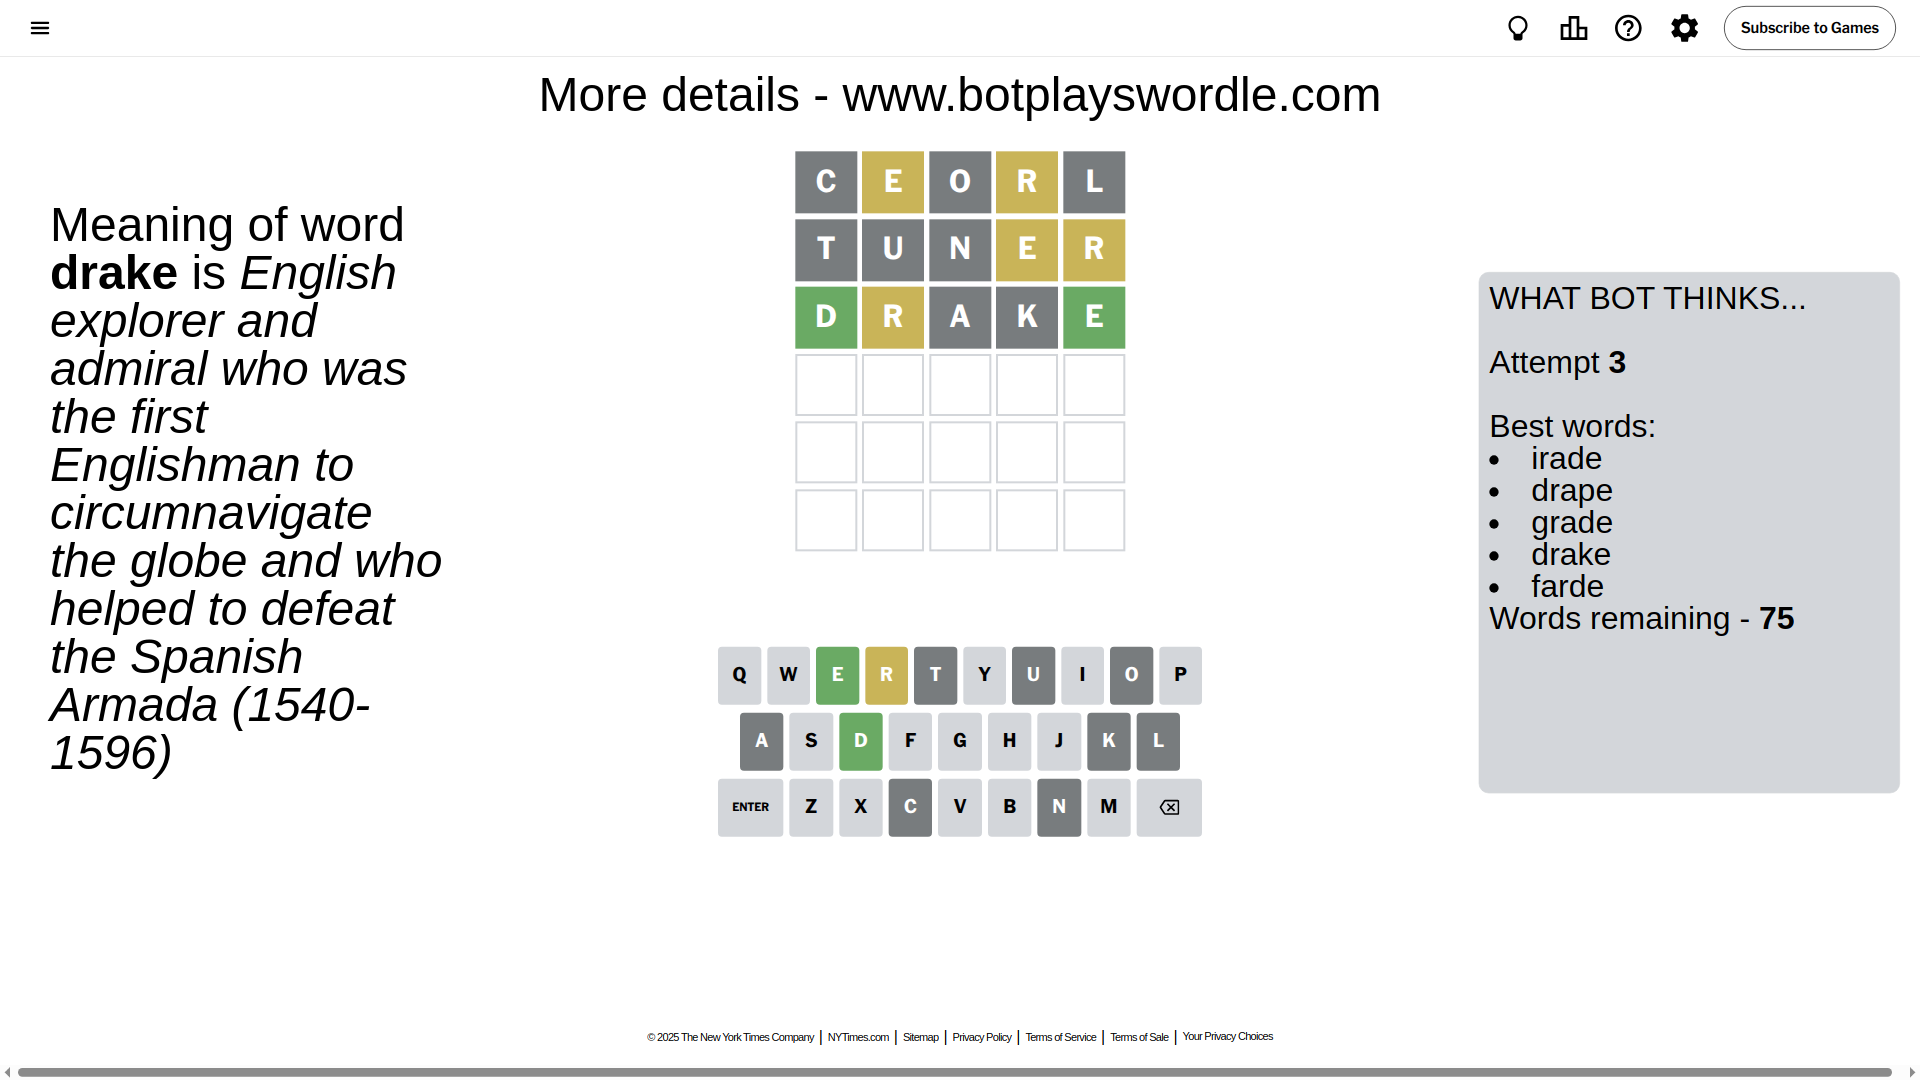 Subscribe to Games
More details - www.botplayswordle.com
Meaning of word
drake is English
explorer and
admiral who was
the first
Englishman to
circumnavigate
the globe and who
helped to defeat
the Spanish
Armada (1540-
1596)
C E O R L
T U N E R
D R A K E
WHAT BOT THINKS...
Attempt 3
Best words:
• irade
• drape
• grade
• drake
• farde
Words remaining - 75
Q W E R T Y U I O P
A S D F G H J K L
ENTER Z X C V B N M
© 2025 The New York Times Company | NYTimes.com | Sitemap | Privacy Policy | Terms of Service | Terms of Sale | Your Privacy Choices